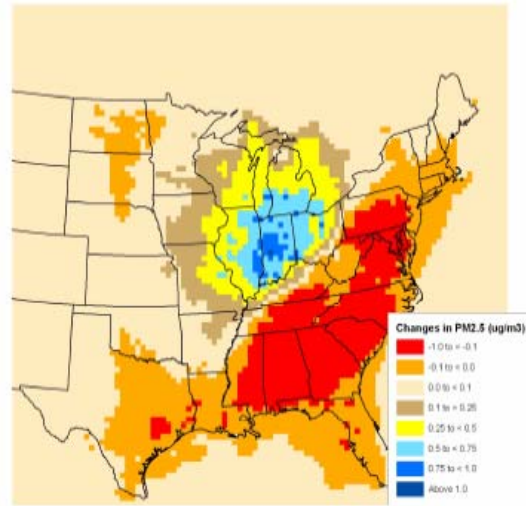 Changes in PM2.5 (ug/m3)
-1.0 to < -0.1
-0.1 to < 0.0
0.0 to < 0.1
0.1 to < 0.25
0.25 to < 0.5
0.5 to < 0.75
0.75 to < 1.0
Above 1.0